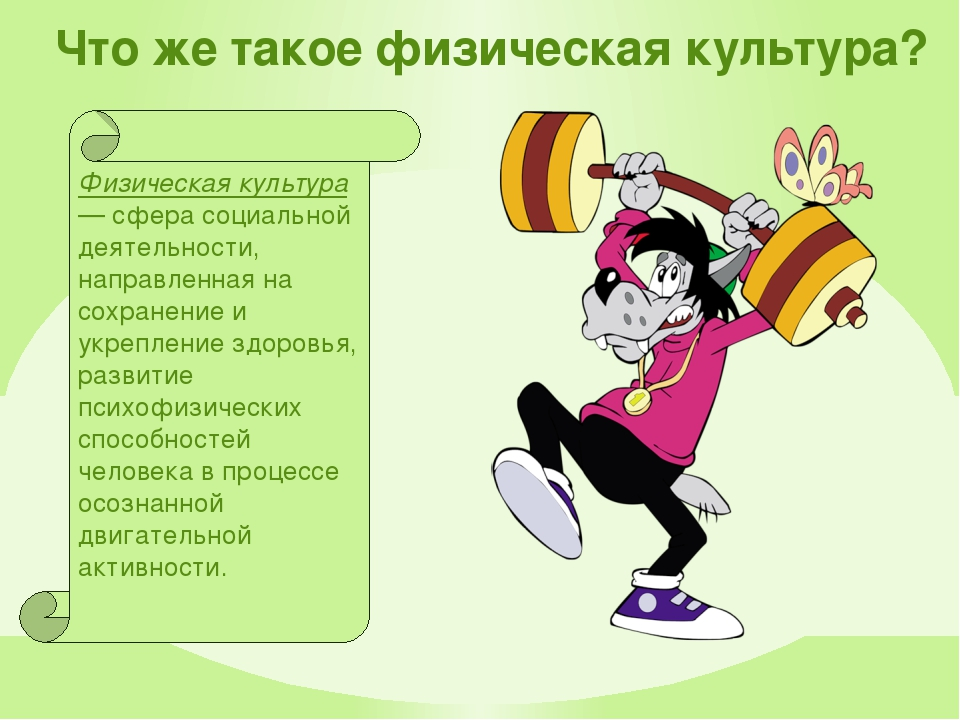 Что же такое физическая культура?
Физическая культура
— сфера социальной
деятельности,
направленная на
сохранение и
укрепление здоровья,
развитие
психофизических
способностей
человека в процессе
осознанной
двигательной
активности.